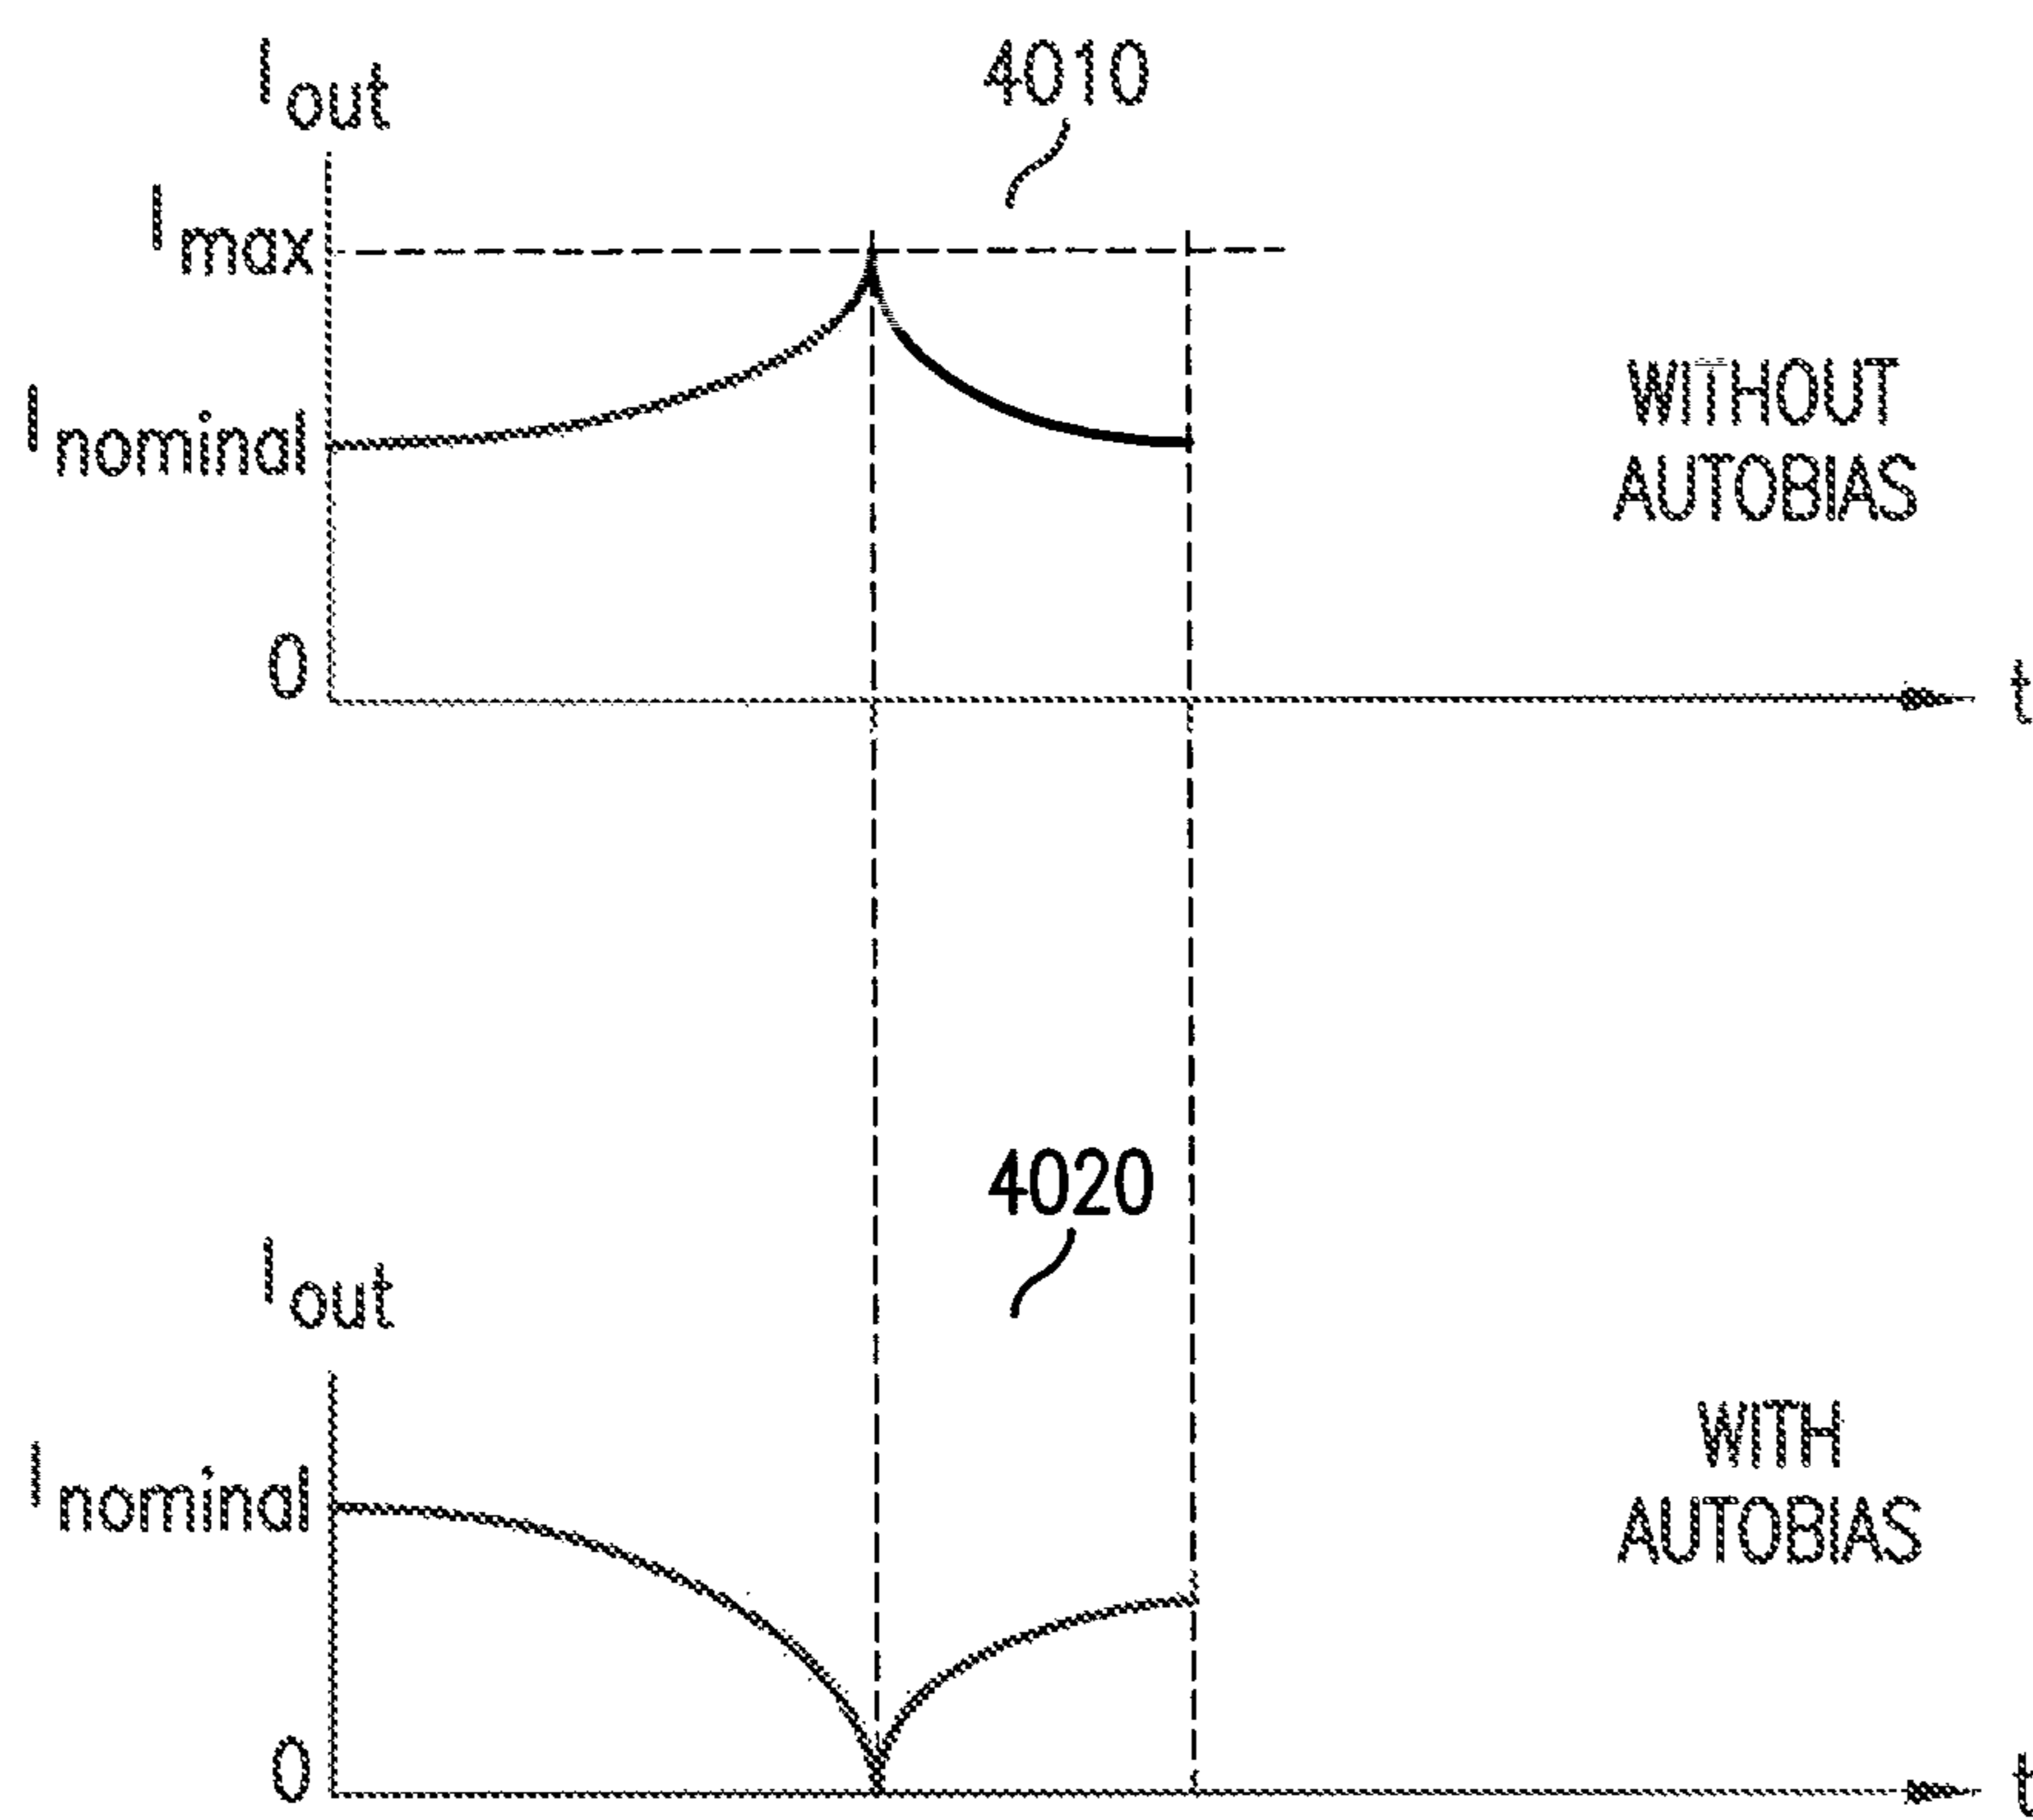 Iout
4010
Imax
Inominal
WITHOUT
AUTOBIAS
0
t
4020
Iout
WITH
AUTOBIAS
Inominal
0
t